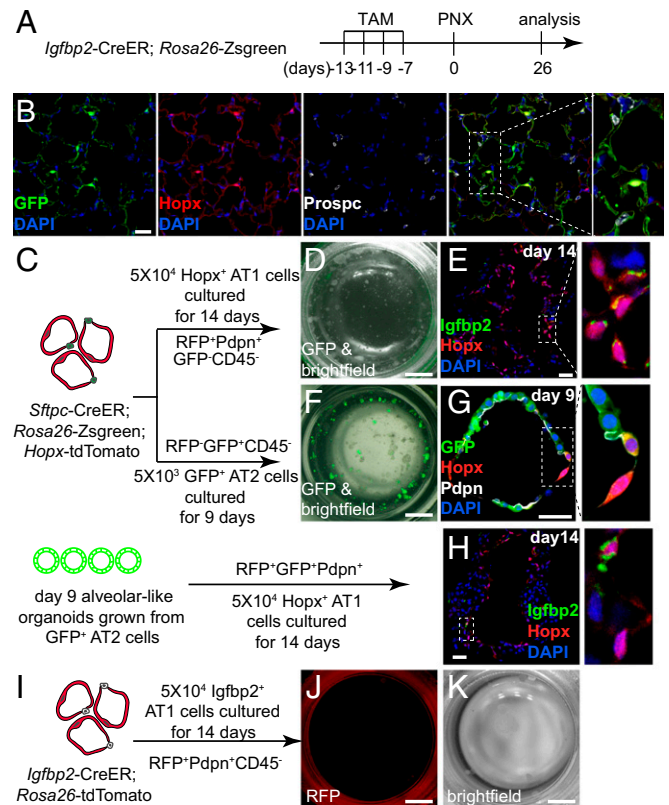 A
Igfbp2-CreER; Rosa26-Zsgreen
TAM
PNX
analysis
(days)
-13
-11
-9
-7
0
26
B
GFP
DAPI
Hopx
DAPI
Prospc
DAPI
C
5X10⁴ Hopx⁺ AT1 cells
cultured
for 14 days
RFP⁺Pdpn⁺
GFP⁻CD45⁻
Sftpc-CreER;
Rosa26-Zsgreen;
Hopx-tdTomato
RFP⁻GFP⁺CD45⁻
5X10³ GFP⁺ AT2 cells
cultured
for 9 days
D
GFP &
brightfield
E
day 14
Igfbp2
Hopx
DAPI
F
GFP &
brightfield
G
day 9
GFP
Hopx
Pdpn
DAPI
day 9 alveolar-like
organoids grown from
GFP⁺ AT2 cells
RFP⁺GFP⁺Pdpn⁺
5X10⁴ Hopx⁺ AT1
cells cultured
for 14 days
H
day14
Igfbp2
Hopx
DAPI
I
5X10⁴ Igfbp2⁺
AT1 cells cultured
for 14 days
RFP⁺Pdpn⁺CD45⁻
Igfbp2-CreER;
Rosa26-tdTomato
J
RFP
K
brightfield